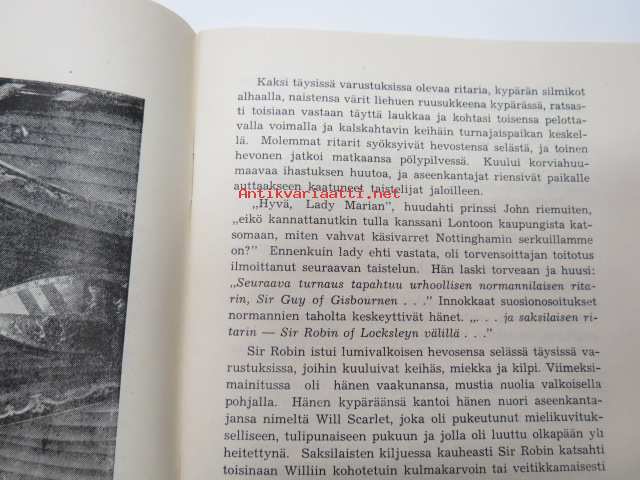 Kaksi täysissä varustuksissa olevaa ritaria, kypärän silmikot
alhaalla, naistensa värit liehuen ruusukkeena kypärässä, ratsas-
ti toisiaan vastaan täyttä laukkaa ja kohtasi toisensa pelotta-
valla voimalla ja kalskahtavin keihäin turnajaispaikan keskel-
lä. Molemmat ritarit syöksyivät hevostensa selästä, ja toinen
hevonen jatkoi matkaansa pölypilvessä. Kuului korviahuu-
maavaa ihastuksen huutoa, ja aseenkantajat riensivät paikalle
auttaakseen kaatuneet taistelijat jaloilleen.
Antikvariaatti.net
„Hyvä, Lady Marian”, huudahti prinssi John riemuiten,
„eikö kannattanutkin tulla kanssani Lontoon kaupungista kat-
somaan, miten vahvat käsivarret Nottinghamin serkuillamme
on?” Ennenkuin lady ehti vastata, oli torvensoittajan toitotus
ilmoittanut seuraavan taistelun. Hän laski torveaan ja huusi:
„Seuraava turnaus tapahtuu urhoollisen normannilaisen rita-
rin, Sir Guy of Gisbournen . . .” Innokkaat suosionosoitukset
normannien taholta keskeyttivät hänet. „. . . ja saksilaisen ri-
tarin — Sir Robin of Locksleyn välillä . . .”
Sir Robin istui lumivalkoisen hevosensa selässä täysissä va-
rustuksissa, joihin kuuluivat keihäs, miekka ja kilpi. Viimeksi-
mainitussa oli hänen vaakunansa, mustia nuolia valkoisella
pohjalla. Hänen kypäräänsä kantoi hänen nuori aseenkanta-
jansa nimeltä Will Scarlet, joka oli pukeutunut mielikuvituk-
selliseen, tulipunaiseen pukuun ja jolla oli luuttu olkapään yli
heitettynä. Saksilaisten kiljuessa kauheasti Sir Robin katsahti
toisinaan Williin kohotetuin kulmakarvoin tai veitikkamaisesti